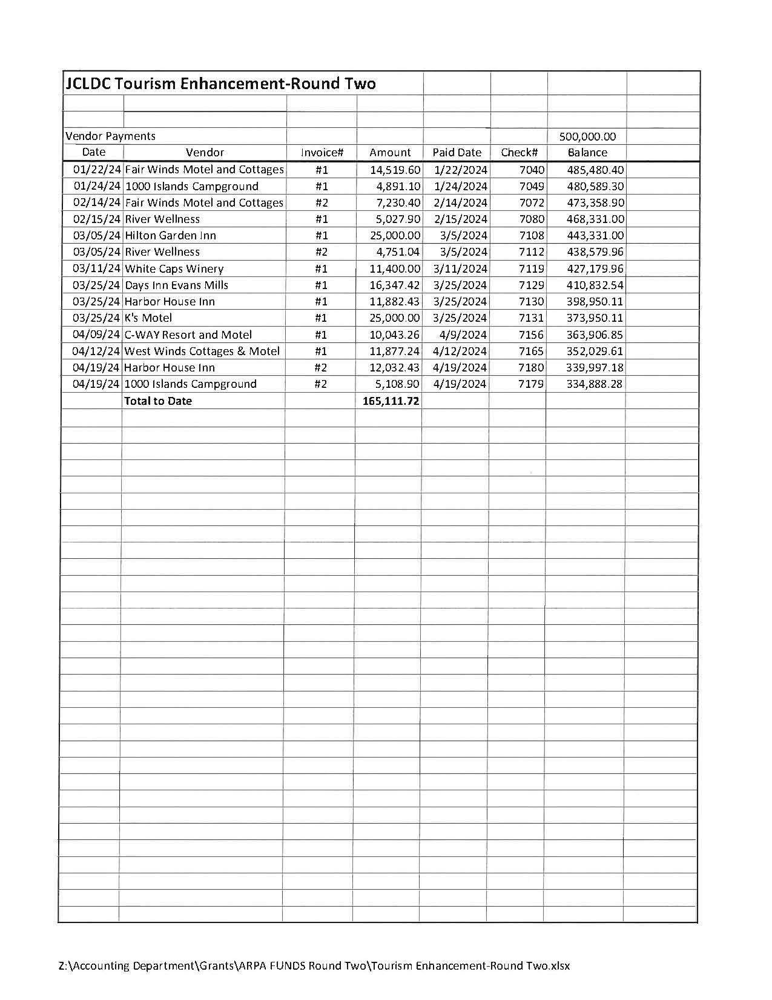 JCLDC Tourism Enhancement-Round Two
Vendor Payments 500,000.00
Date Vendor Invoice# Amount Paid Date Check# Balance
01/22/24 Fair Winds Motel and Cottages #1 14,519.60 1/22/2024 7040 485,480.40
01/24/24 1000 Islands Campground #1 4,891.10 1/24/2024 7049 480,589.30
02/14/24 Fair Winds Motel and Cottages #2 7,230.40 2/14/2024 7072 473,358.90
02/15/24 River Wellness #1 5,027.90 2/15/2024 7080 468,331.00
03/05/24 Hilton Garden Inn #1 25,000.00 3/5/2024 7108 443,331.00
03/05/24 River Wellness #2 4,751.04 3/5/2024 7112 438,579.96
03/11/24 White Caps Winery #1 11,400.00 3/11/2024 7119 427,179.96
03/25/24 Days Inn Evans Mills #1 16,347.42 3/25/2024 7129 410,832.54
03/25/24 Harbor House Inn #1 11,882.43 3/25/2024 7130 398,950.11
03/25/24 K's Motel #1 25,000.00 3/25/2024 7131 373,950.11
04/09/24 C-WAY Resort and Motel #1 10,043.26 4/9/2024 7156 363,906.85
04/12/24 West Winds Cottages & Motel #1 11,877.24 4/12/2024 7165 352,029.61
04/19/24 Harbor House Inn #2 12,032.43 4/19/2024 7180 339,997.18
04/19/24 1000 Islands Campground #2 5,108.90 4/19/2024 7179 334,888.28
Total to Date 165,111.72
Z:\Accounting Department\Grants\ARPA FUNDS Round Two\Tourism Enhancement-Round Two.xlsx